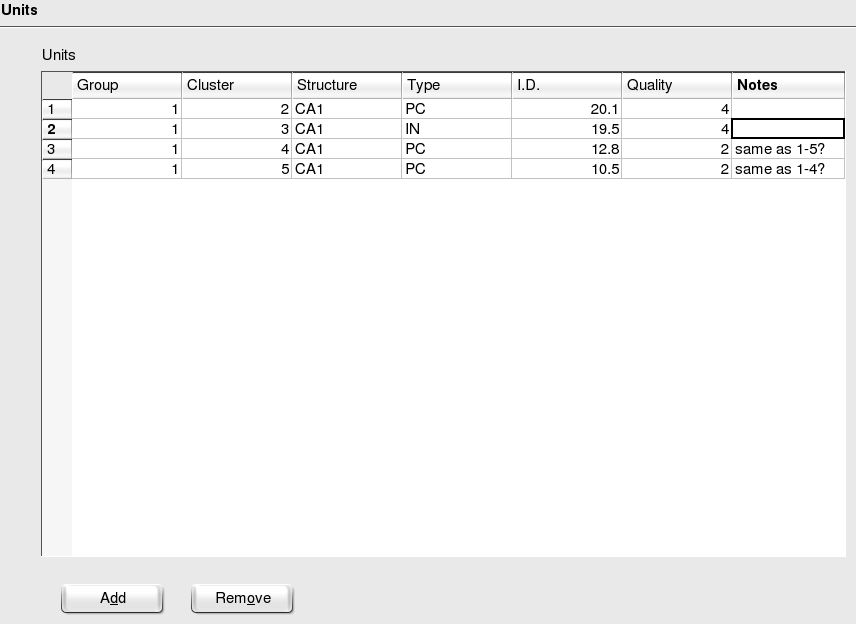 Units
Units
Group Cluster Structure Type I.D. Quality Notes
1 1 2 CA1 PC 20.1 4
2 1 3 CA1 IN 19.5 4
3 1 4 CA1 PC 12.8 2 same as 1-5?
4 1 5 CA1 PC 10.5 2 same as 1-4?
Add Remove